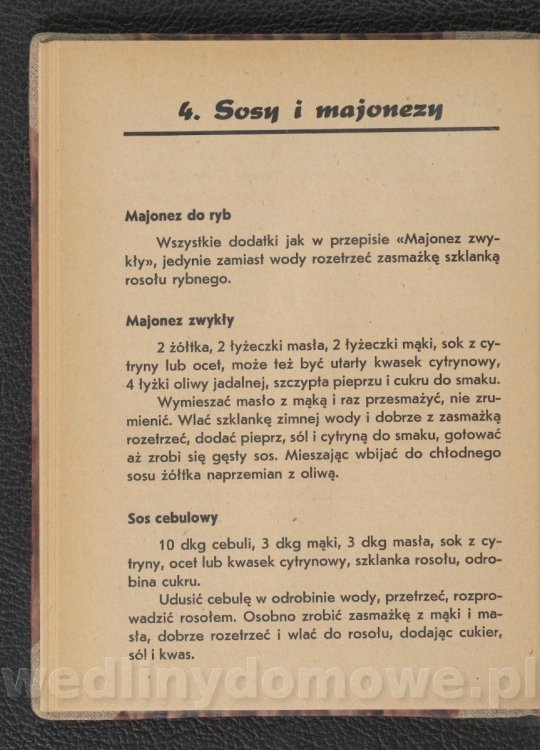 4. Sosy i majonezy
Majonez do ryb
Wszystkie dodatki jak w przepisie «Majonez zwy-
kły», jedynie zamiast wody rozetrzeć zasmażkę szklanką
rosołu rybnego.
Majonez zwykły
2 żółtka, 2 łyżeczki masła, 2 łyżeczki mąki, sok z cy-
tryny lub ocet, może też być utarty kwasek cytrynowy,
4 łyżki oliwy jadalnej, szczypta pieprzu i cukru do smaku.
Wymieszać masło z mąką i raz przesmażyć, nie zru-
mienić. Wlać szklankę zimnej wody i dobrze z zasmażką
rozetrzeć, dodać pieprz, sól i cytryną do smaku, gotować
aż zrobi się gęsty sos. Mieszając wbijać do chłodnego
sosu żółtka naprzemian z oliwą.
Sos cebulowy
10 dkg cebuli, 3 dkg mąki, 3 dkg masła, sok z cy-
tryny, ocet lub kwasek cytrynowy, szklanka rosołu, odro-
bina cukru.
Udusić cebulę w odrobinie wody, przetrzeć, rozpro-
wadzić rosołem. Osobno zrobić zasmażkę z mąki i ma-
sła, dobrze rozetrzeć i wlać do rosołu, dodając cukier,
sól i kwas.
wedlinydomowe.pl